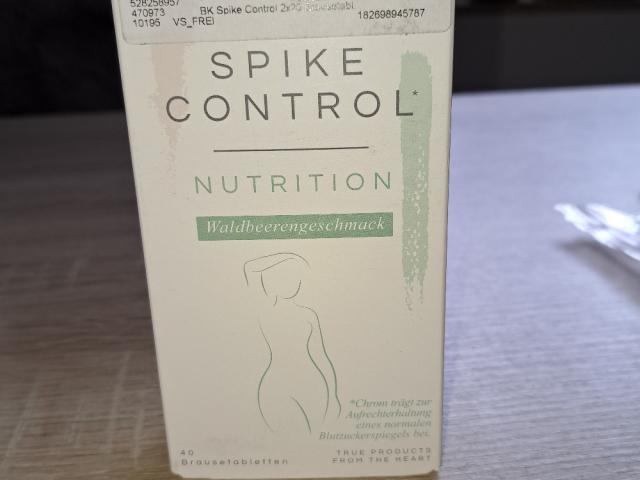 528258957
470973 BK Spike Control 2x20
10195 VS_FREI 182698945787
SPIKE
CONTROL*
NUTRITION
Waldbeerengeschmack
*Chrom trägt zur
Aufrechterhaltung
eines normalen
Blutzuckerspiegels bei.
40
Brausetabletten
TRUE PRODUCTS
FROM THE HEART